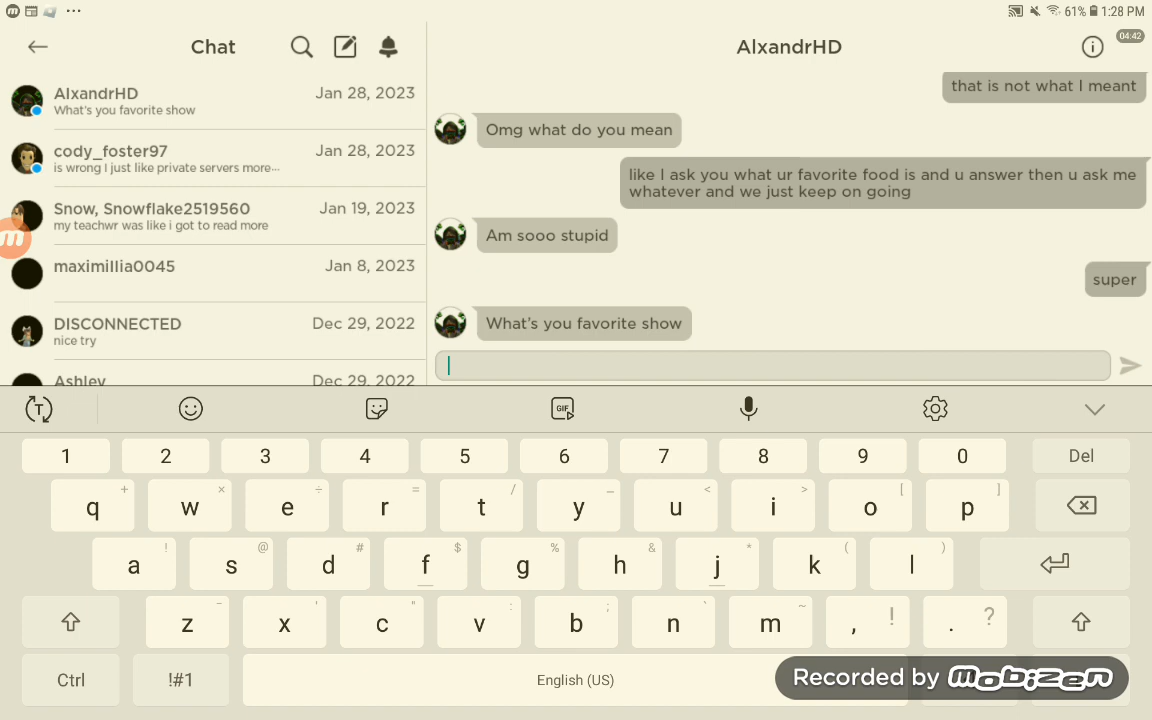 61% 1:28 PM
Chat
AlxandrHD
04:42
AlxandrHD Jan 28, 2023
What's you favorite show
cody_foster97 Jan 28, 2023
is wrong I just like private servers more...
Snow, Snowflake2519560 Jan 19, 2023
my teachwr was like i got to read more
maximillia0045 Jan 8, 2023
DISCONNECTED Dec 29, 2022
nice try
Ashley Dec 29, 2022
that is not what I meant
Omg what do you mean
like I ask you what ur favorite food is and u answer then u ask me
whatever and we just keep on going
Am sooo stupid
super
What's you favorite show
T GIF
1 2 3 4 5 6 7 8 9 0 Del
+ × ÷ = / _ < > [ ]
q w e r t y u i o p
! @ # $ % & * ( )
a s d f g h j k l
- ' " : ; ` ~ ! ?
z x c v b n m , .
Ctrl !#1 English (US)
Recorded by mobizen